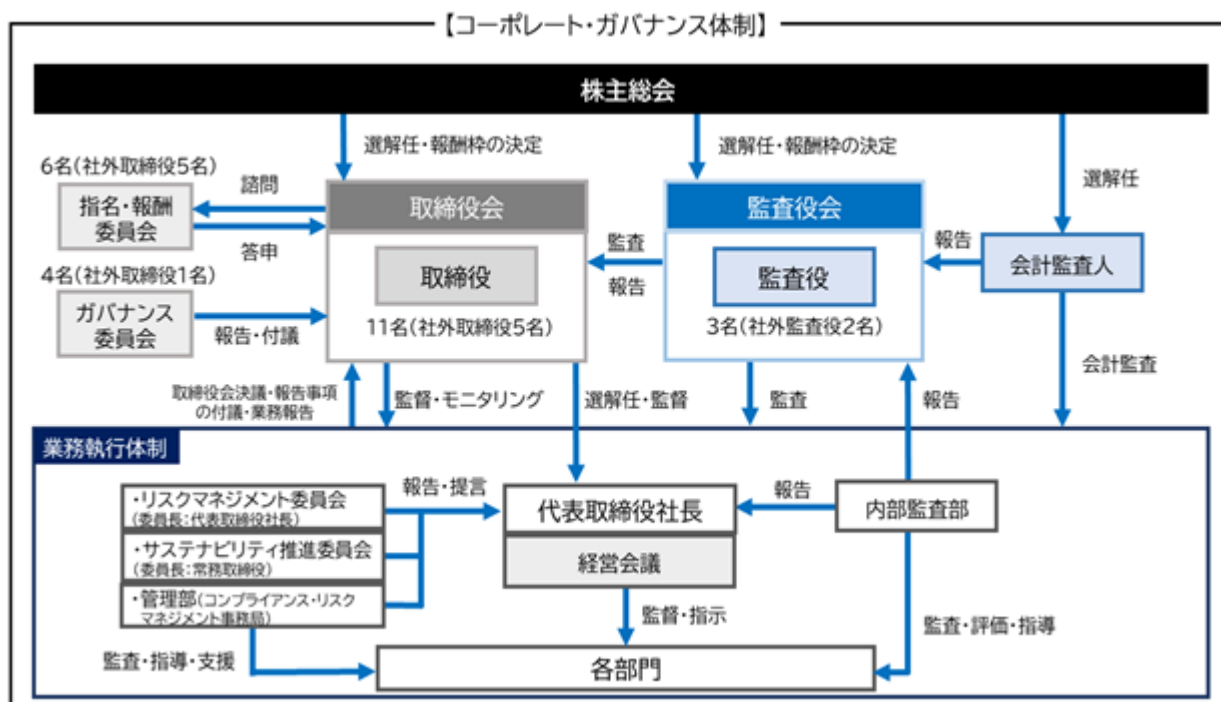 【コーポレート・ガバナンス体制】
株主総会
選解任・報酬枠の決定
選解任・報酬枠の決定
選解任
6名(社外取締役5名)
指名・報酬
委員会
諮問
答申
取締役会
取締役
11名(社外取締役5名)
監査
報告
監査役会
監査役
3名(社外監査役2名)
報告
会計監査人
4名(社外取締役1名)
ガバナンス
委員会
報告・付議
取締役会決議・報告事項
の付議・業務報告
監督・モニタリング
選解任・監督
監査
報告
会計監査
業務執行体制
・リスクマネジメント委員会
(委員長:代表取締役社長)
・サステナビリティ推進委員会
(委員長:常務取締役)
・管理部(コンプライアンス・リスク
マネジメント事務局)
報告・提言
代表取締役社長
経営会議
報告
内部監査部
監督・指示
監査・評価・指導
監査・指導・支援
各部門